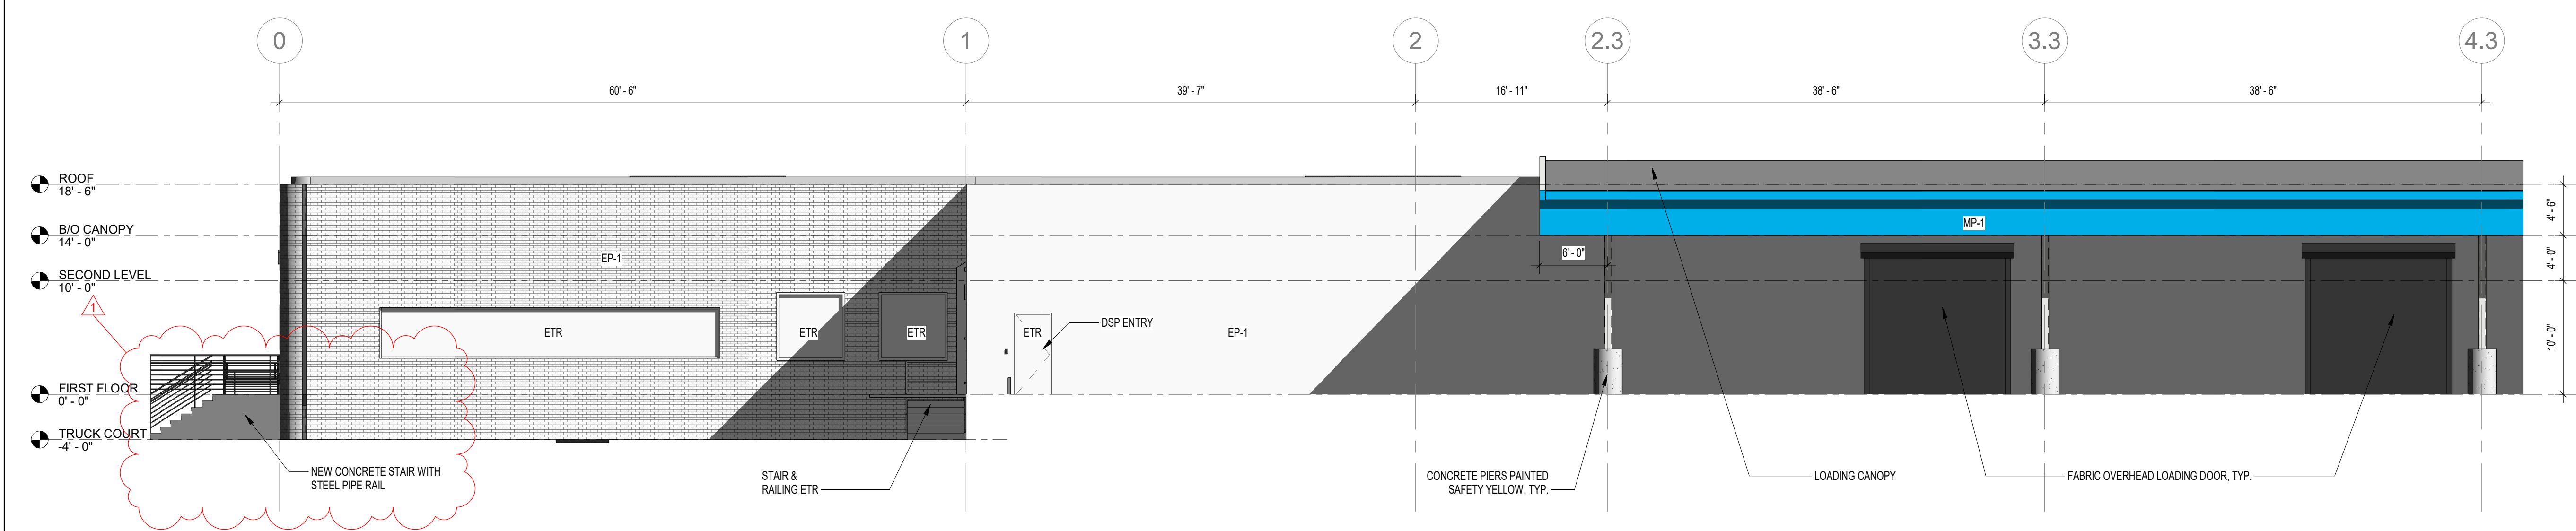 0
1
2
2.3
3.3
4.3
60' - 6"
39' - 7"
16' - 11"
38' - 6"
38' - 6"
ROOF
18' - 6"
B/O CANOPY
14' - 0"
SECOND LEVEL
10' - 0"
1
FIRST FLOOR
0' - 0"
TRUCK COURT
-4' - 0"
EP-1
ETR
ETR
ETR
ETR
DSP ENTRY
EP-1
6' - 0"
MP-1
4' - 6"
4' - 0"
10' - 0"
NEW CONCRETE STAIR WITH
STEEL PIPE RAIL
STAIR &
RAILING ETR
CONCRETE PIERS PAINTED
SAFETY YELLOW, TYP.
LOADING CANOPY
FABRIC OVERHEAD LOADING DOOR, TYP.